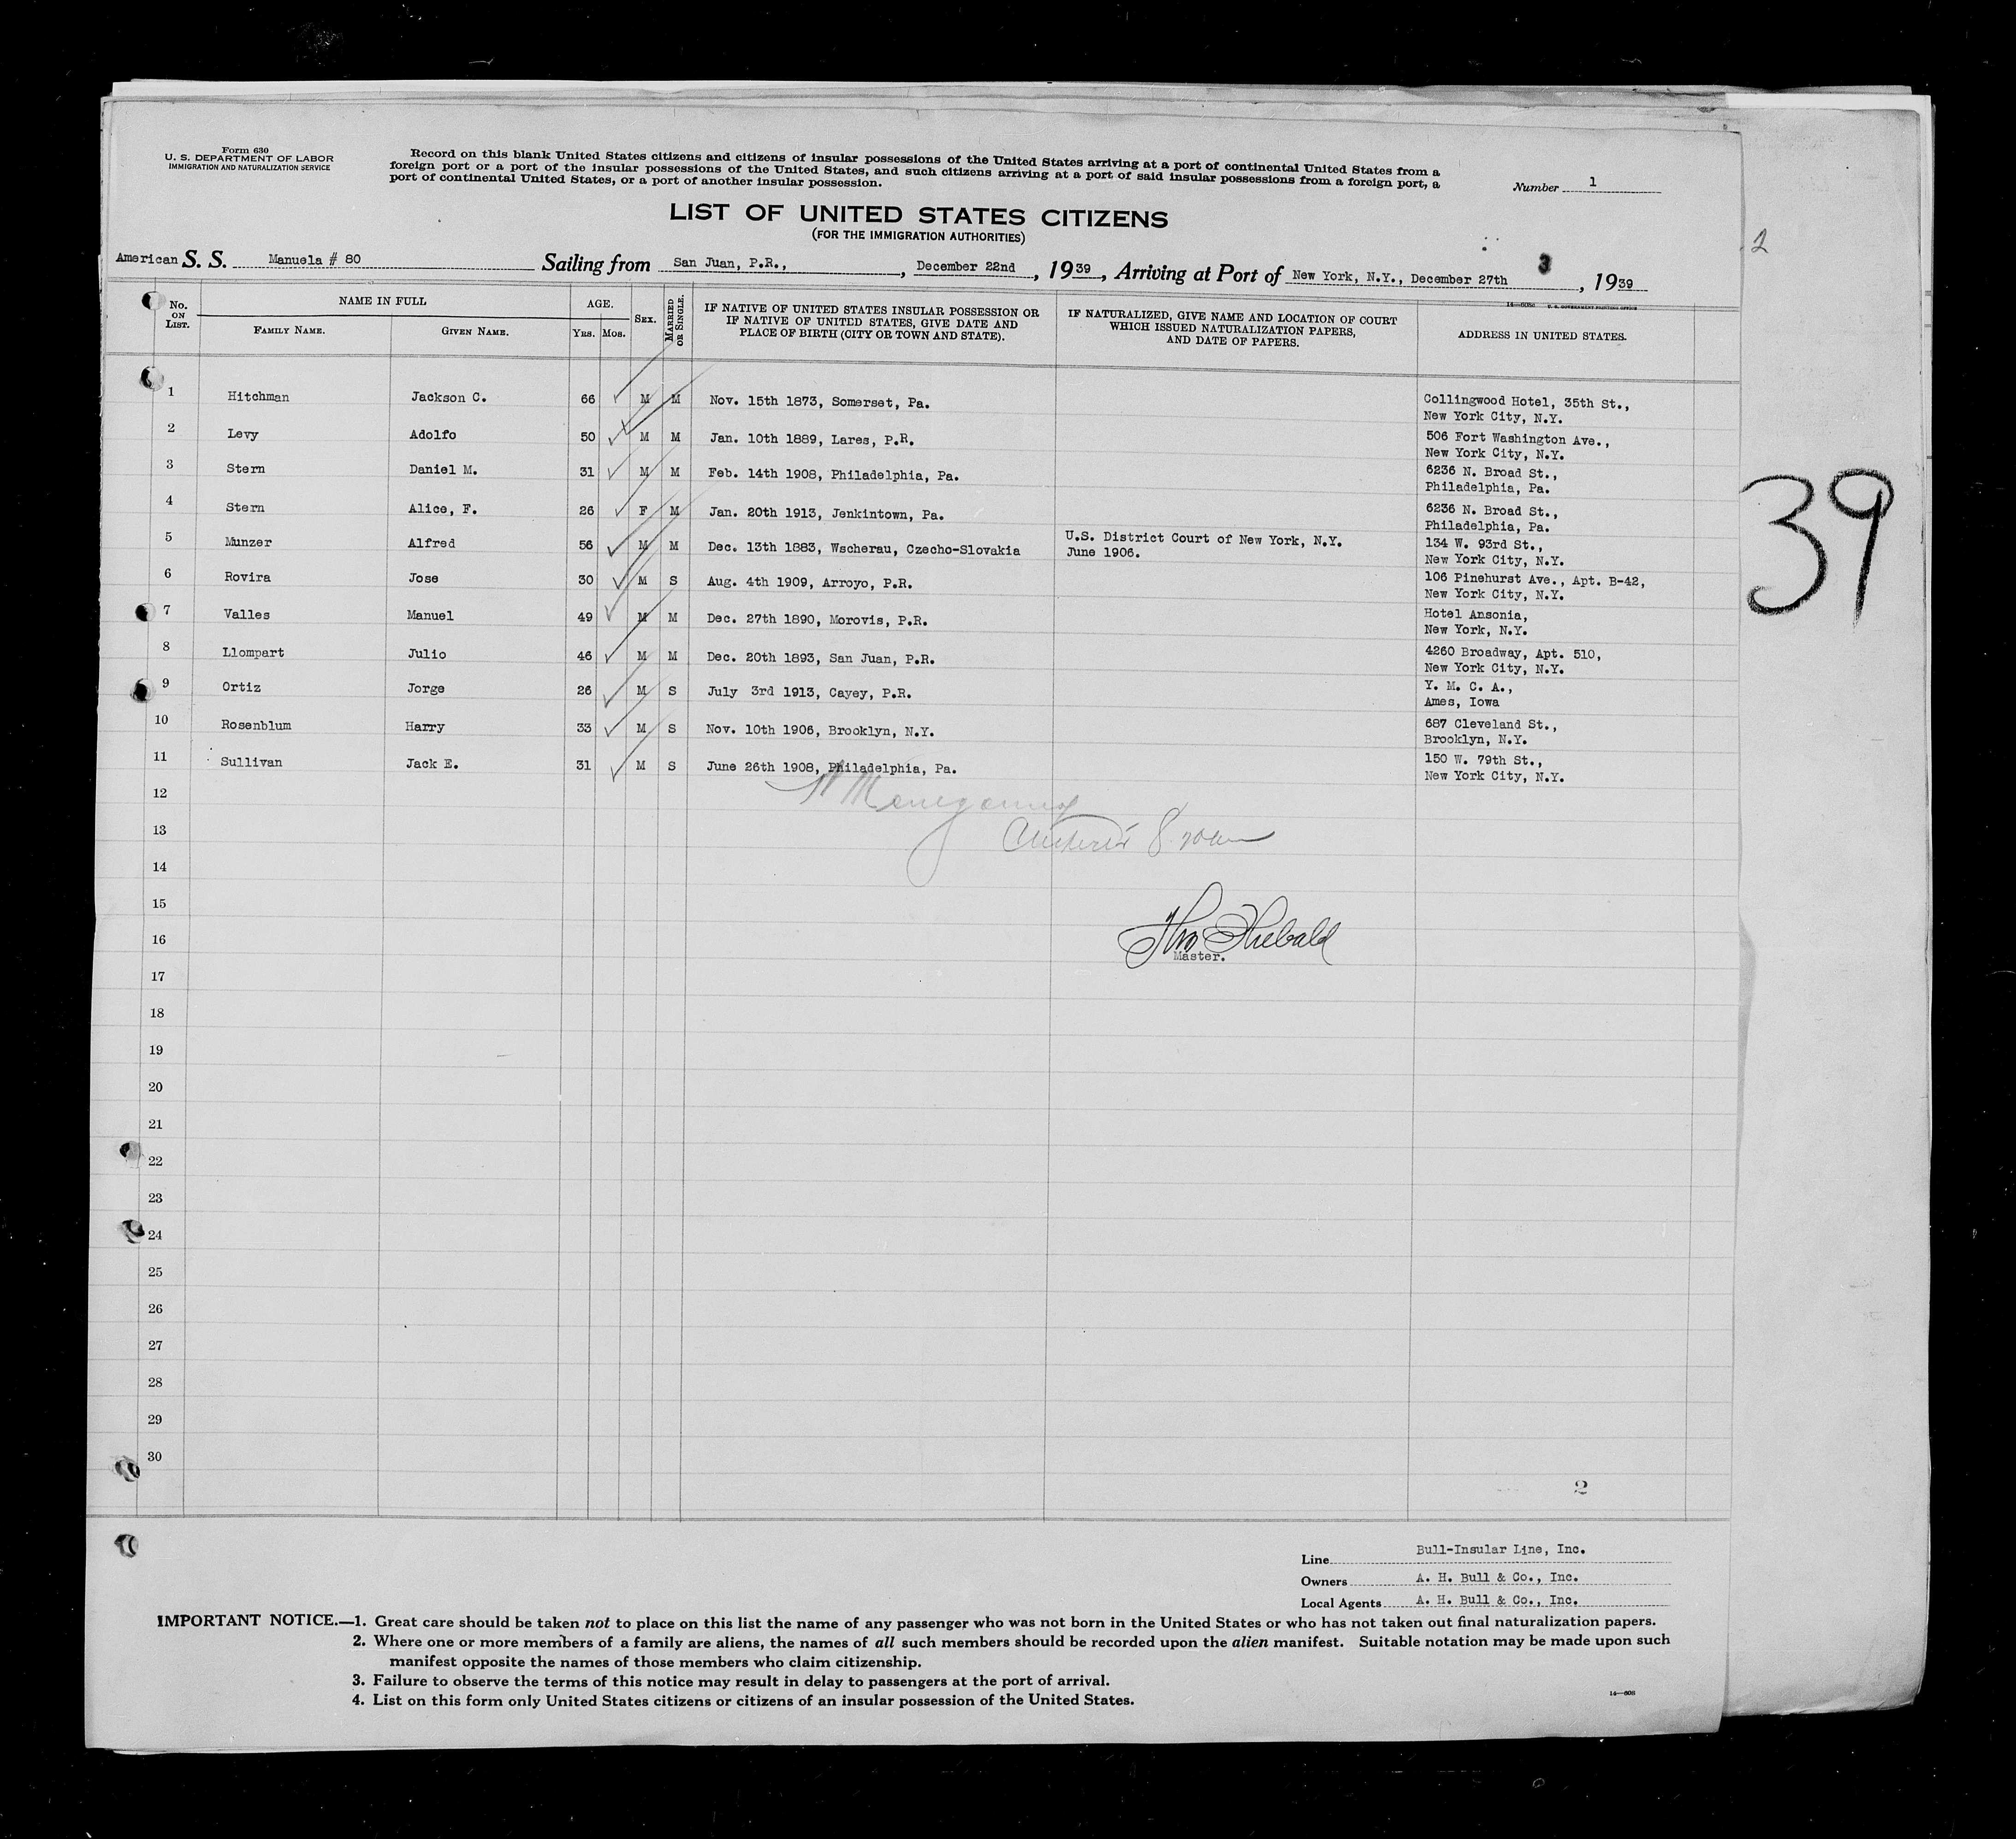 Form 630
U. S. DEPARTMENT OF LABOR
IMMIGRATION AND NATURALIZATION SERVICE
Record on this blank United States citizens and citizens of insular possessions of the United States arriving at a port of continental United States from a
foreign port or a port of the insular possessions of the United States, and such citizens arriving at a port of said insular possessions from a foreign port, a
port of continental United States, or a port of another insular possession.
Number 1
LIST OF UNITED STATES CITIZENS
(FOR THE IMMIGRATION AUTHORITIES)
2
American S. S. Manuela # 80 Sailing from San Juan, P.R., , December 22nd , 1939, Arriving at Port of New York, N.Y., December 27th , 1939
3
No. ON LIST. NAME IN FULL AGE. SEX. MARRIED OR SINGLE. IF NATIVE OF UNITED STATES INSULAR POSSESSION OR IF NATIVE OF UNITED STATES, GIVE DATE AND PLACE OF BIRTH (CITY OR TOWN AND STATE). IF NATURALIZED, GIVE NAME AND LOCATION OF COURT WHICH ISSUED NATURALIZATION PAPERS, AND DATE OF PAPERS. ADDRESS IN UNITED STATES.
FAMILY NAME. GIVEN NAME. YRS. MOS.
1 Hitchman Jackson C. 66 M M Nov. 15th 1873, Somerset, Pa. Collingwood Hotel, 35th St.,
New York City, N.Y.
2 Levy Adolfo 50 M M Jan. 10th 1889, Lares, P.R. 506 Fort Washington Ave.,
New York City, N.Y.
3 Stern Daniel M. 31 M M Feb. 14th 1908, Philadelphia, Pa. 6236 N. Broad St.,
Philadelphia, Pa.
4 Stern Alice, F. 26 F M Jan. 20th 1913, Jenkintown, Pa. 6236 N. Broad St.,
Philadelphia, Pa.
5 Munzer Alfred 56 M M Dec. 13th 1883, Wscherau, Czecho-Slovakia U.S. District Court of New York, N.Y. 134 W. 93rd St.,
June 1906. New York City, N.Y.
6 Rovira Jose 30 M S Aug. 4th 1909, Arroyo, P.R. 106 Pinehurst Ave., Apt. B-42,
New York City, N.Y.
7 Valles Manuel 49 M M Dec. 27th 1890, Morovis, P.R. Hotel Ansonia,
New York, N.Y.
8 Llompart Julio 46 M M Dec. 20th 1893, San Juan, P.R. 4260 Broadway, Apt. 510,
New York City, N.Y.
9 Ortiz Jorge 26 M S July 3rd 1913, Cayey, P.R. Y. M. C. A.,
Ames, Iowa
10 Rosenblum Harry 33 M S Nov. 10th 1906, Brooklyn, N.Y. 687 Cleveland St.,
Brooklyn, N.Y.
11 Sullivan Jack E. 31 M S June 26th 1908, Philadelphia, Pa. 150 W. 79th St.,
New York City, N.Y.
39
12
13
14
15
16
Master.
17
18
19
20
21
22
23
24
25
26
27
28
29
30
2
Line Bull-Insular Line, Inc.
Owners A. H. Bull & Co., Inc.
Local Agents A. H. Bull & Co., Inc.
IMPORTANT NOTICE.—1. Great care should be taken not to place on this list the name of any passenger who was not born in the United States or who has not taken out final naturalization papers.
2. Where one or more members of a family are aliens, the names of all such members should be recorded upon the alien manifest. Suitable notation may be made upon such
manifest opposite the names of those members who claim citizenship.
3. Failure to observe the terms of this notice may result in delay to passengers at the port of arrival.
4. List on this form only United States citizens or citizens of an insular possession of the United States.